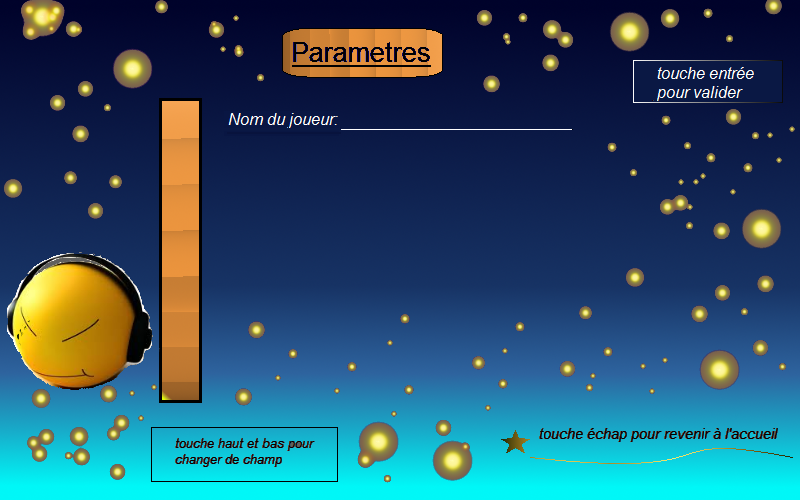 Parametres
touche entrée
pour valider
Nom du joueur:
touche haut et bas pour
changer de champ
touche échap pour revenir à l'accueil